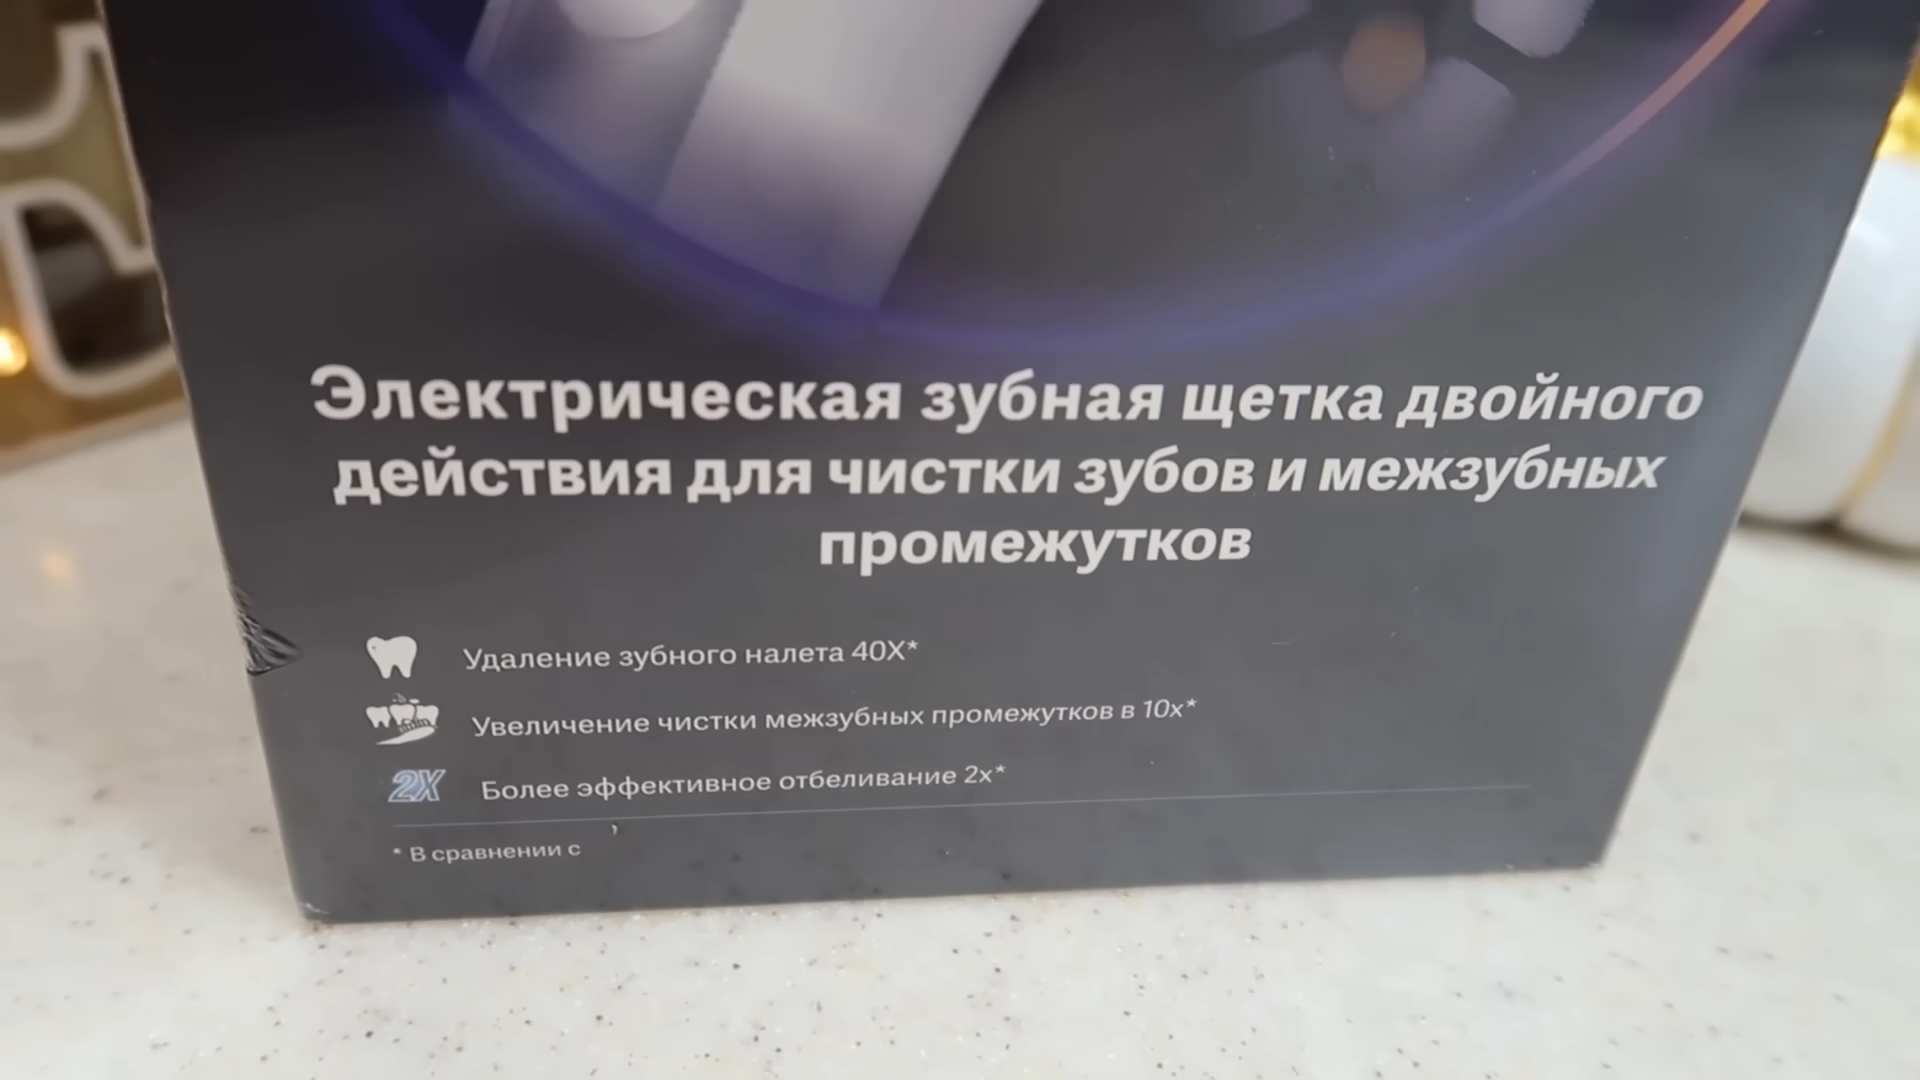 Электрическая зубная щетка двойного
действия для чистки зубов и межзубных
промежутков
Удаление зубного налета 40X*
Увеличение чистки межзубных промежутков в 10x*
2X Более эффективное отбеливание 2x*
* В сравнении с